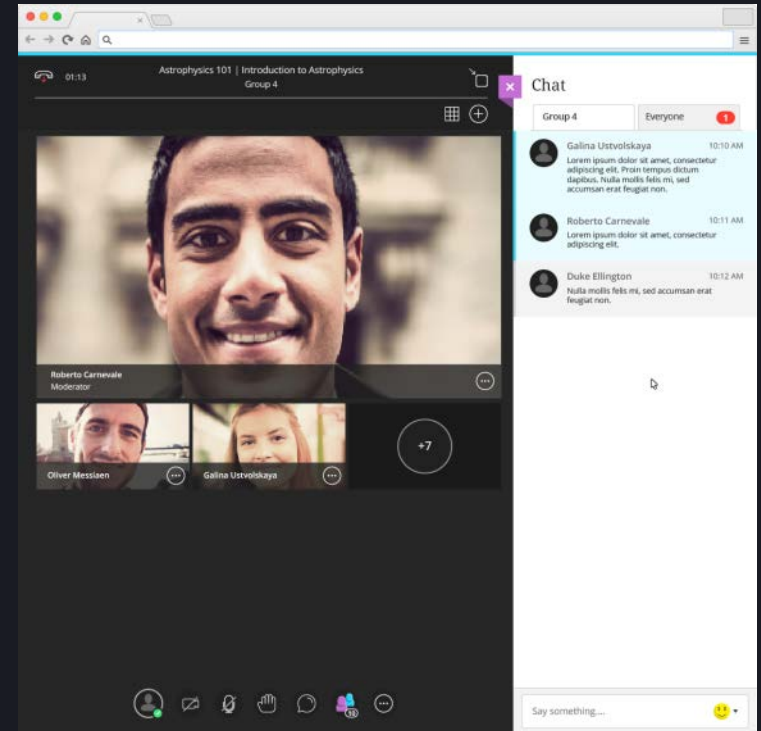 01:13
Astrophysics 101 | Introduction to Astrophysics
Group 4
Roberto Carnevale
Moderator
Oliver Messiaen
Galina Ustvolskaya
+7
10
Chat
Group 4
Everyone
1
Galina Ustvolskaya
10:10 AM
Lorem ipsum dolor sit amet, consectetur
adipiscing elit. Proin tempus dictum
dapibus. Nulla mollis felis mi, sed
accumsan erat feugiat non.
Roberto Carnevale
10:11 AM
Lorem ipsum dolor sit amet, consectetur
adipiscing elit.
Duke Ellington
10:12 AM
Nulla mollis felis mi, sed accumsan erat
feugiat non.
Say something....